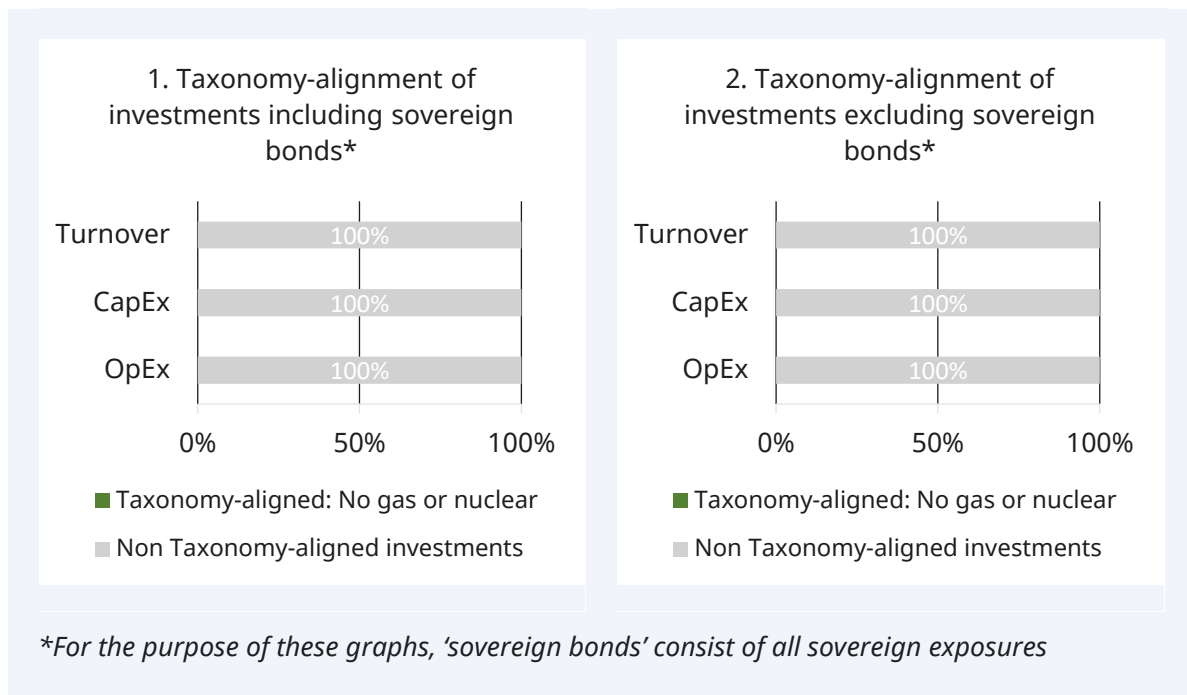 1. Taxonomy-alignment of
investments including sovereign
bonds*
Turnover
100%
CapEx
100%
OpEx
100%
0%
50%
100%
Taxonomy-aligned: No gas or nuclear
Non Taxonomy-aligned investments
2. Taxonomy-alignment of
investments excluding sovereign
bonds*
Turnover
100%
CapEx
100%
OpEx
100%
0%
50%
100%
Taxonomy-aligned: No gas or nuclear
Non Taxonomy-aligned investments
*For the purpose of these graphs, ‘sovereign bonds’ consist of all sovereign exposures